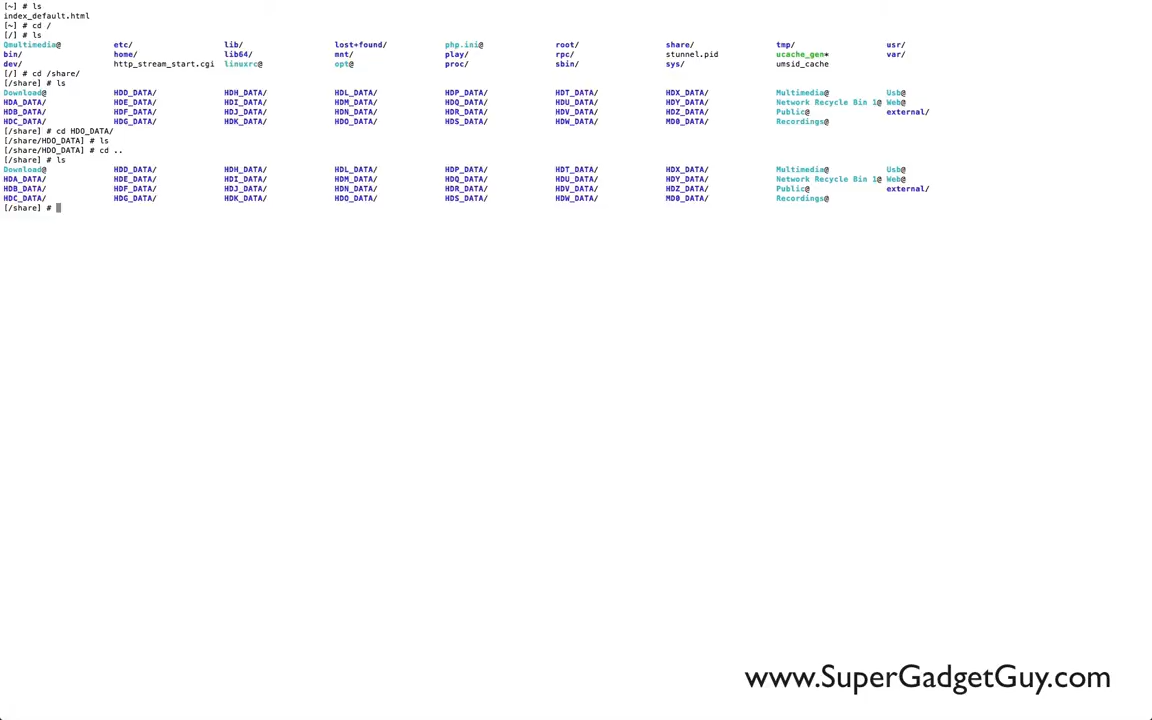 [~] # ls
index_default.html
[~] # cd /
[/] # ls
Qmultimedia@ etc/ lib/ lost+found/ php.ini@ root/ share/ tmp/ usr/
bin/ home/ lib64/ mnt/ play/ rpc/ stunnel.pid ucache_gen* var/
dev/ http_stream_start.cgi linuxrc@ opt@ proc/ sbin/ sys/ umsid_cache
[/] # cd /share/
[/share] # ls
Download@ HDD_DATA/ HDH_DATA/ HDL_DATA/ HDP_DATA/ HDT_DATA/ HDX_DATA/ Multimedia@ Usb@
HDA_DATA/ HDE_DATA/ HDI_DATA/ HDM_DATA/ HDQ_DATA/ HDU_DATA/ HDY_DATA/ Network Recycle Bin 1@ Web@
HDB_DATA/ HDF_DATA/ HDJ_DATA/ HDN_DATA/ HDR_DATA/ HDV_DATA/ HDZ_DATA/ Public@ external/
HDC_DATA/ HDG_DATA/ HDK_DATA/ HDO_DATA/ HDS_DATA/ HDW_DATA/ MD0_DATA/ Recordings@
[/share] # cd HDO_DATA/
[/share/HDO_DATA] # ls
[/share/HDO_DATA] # cd ..
[/share] # ls
Download@ HDD_DATA/ HDH_DATA/ HDL_DATA/ HDP_DATA/ HDT_DATA/ HDX_DATA/ Multimedia@ Usb@
HDA_DATA/ HDE_DATA/ HDI_DATA/ HDM_DATA/ HDQ_DATA/ HDU_DATA/ HDY_DATA/ Network Recycle Bin 1@ Web@
HDB_DATA/ HDF_DATA/ HDJ_DATA/ HDN_DATA/ HDR_DATA/ HDV_DATA/ HDZ_DATA/ Public@ external/
HDC_DATA/ HDG_DATA/ HDK_DATA/ HDO_DATA/ HDS_DATA/ HDW_DATA/ MD0_DATA/ Recordings@
[/share] #
www.SuperGadgetGuy.com